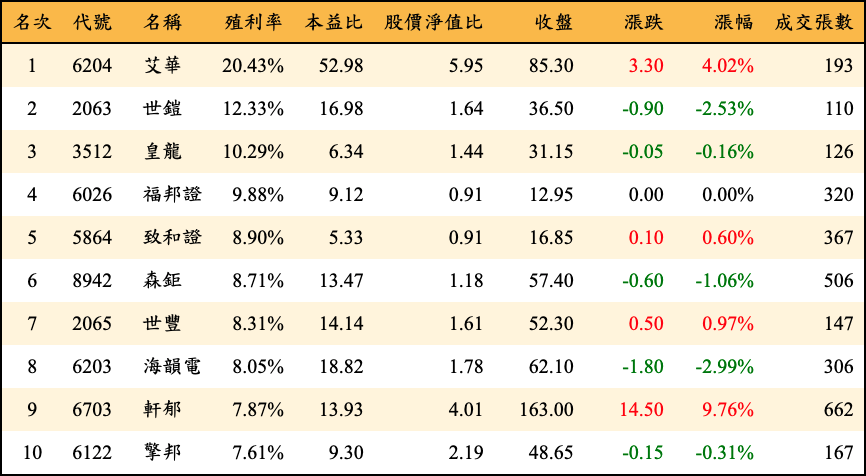 名次 代號 名稱 殖利率 本益比 股價淨值比 收盤 漲跌 漲幅 成交張數
1 6204 艾華 20.43% 52.98 5.95 85.30 3.30 4.02% 193
2 2063 世鎧 12.33% 16.98 1.64 36.50 -0.90 -2.53% 110
3 3512 皇龍 10.29% 6.34 1.44 31.15 -0.05 -0.16% 126
4 6026 福邦證 9.88% 9.12 0.91 12.95 0.00 0.00% 320
5 5864 致和證 8.90% 5.33 0.91 16.85 0.10 0.60% 367
6 8942 森鉅 8.71% 13.47 1.18 57.40 -0.60 -1.06% 506
7 2065 世豐 8.31% 14.14 1.61 52.30 0.50 0.97% 147
8 6203 海韻電 8.05% 18.82 1.78 62.10 -1.80 -2.99% 306
9 6703 軒郁 7.87% 13.93 4.01 163.00 14.50 9.76% 662
10 6122 擎邦 7.61% 9.30 2.19 48.65 -0.15 -0.31% 167